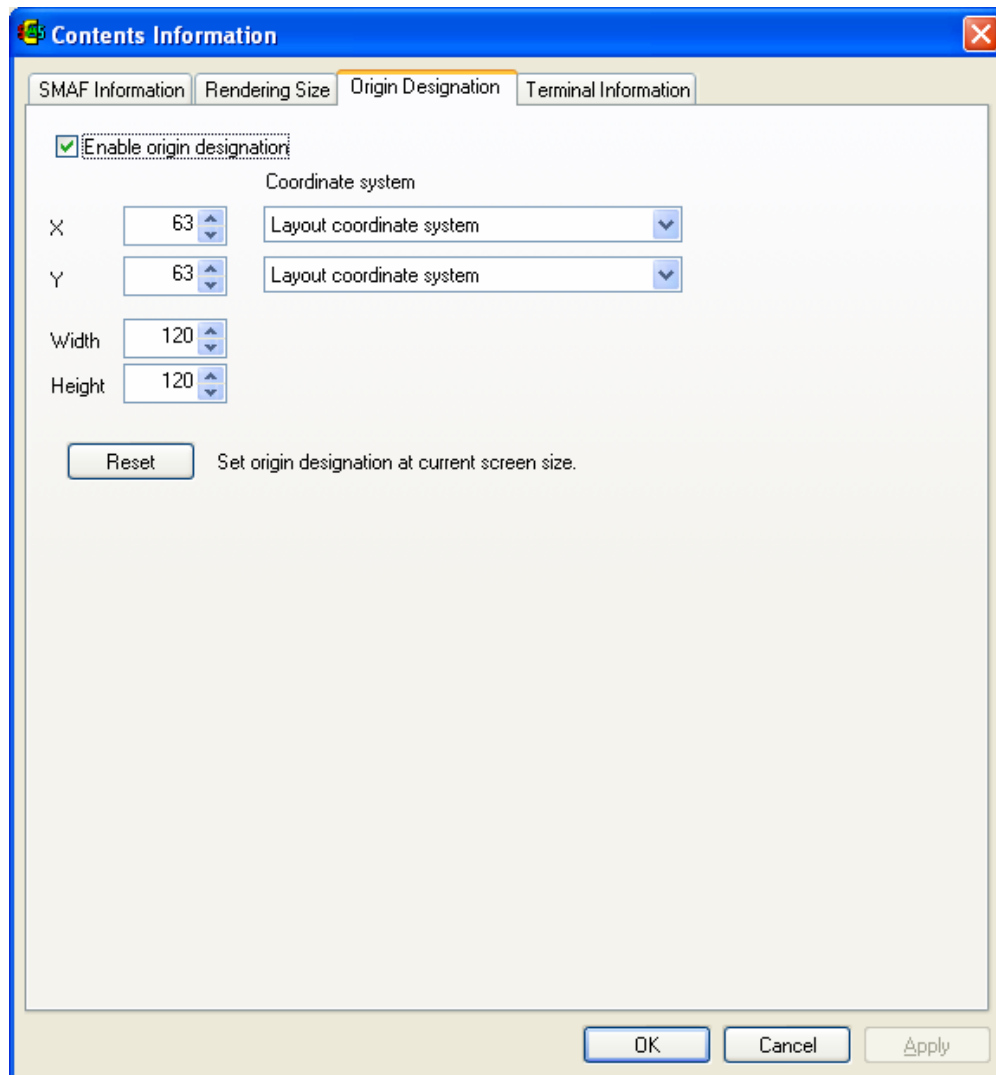 Contents Information
SMAF Information Rendering Size Origin Designation Terminal Information
Enable origin designation
Coordinate system
X 63 Layout coordinate system
Y 63 Layout coordinate system
Width 120
Height 120
Reset Set origin designation at current screen size.
OK Cancel Apply